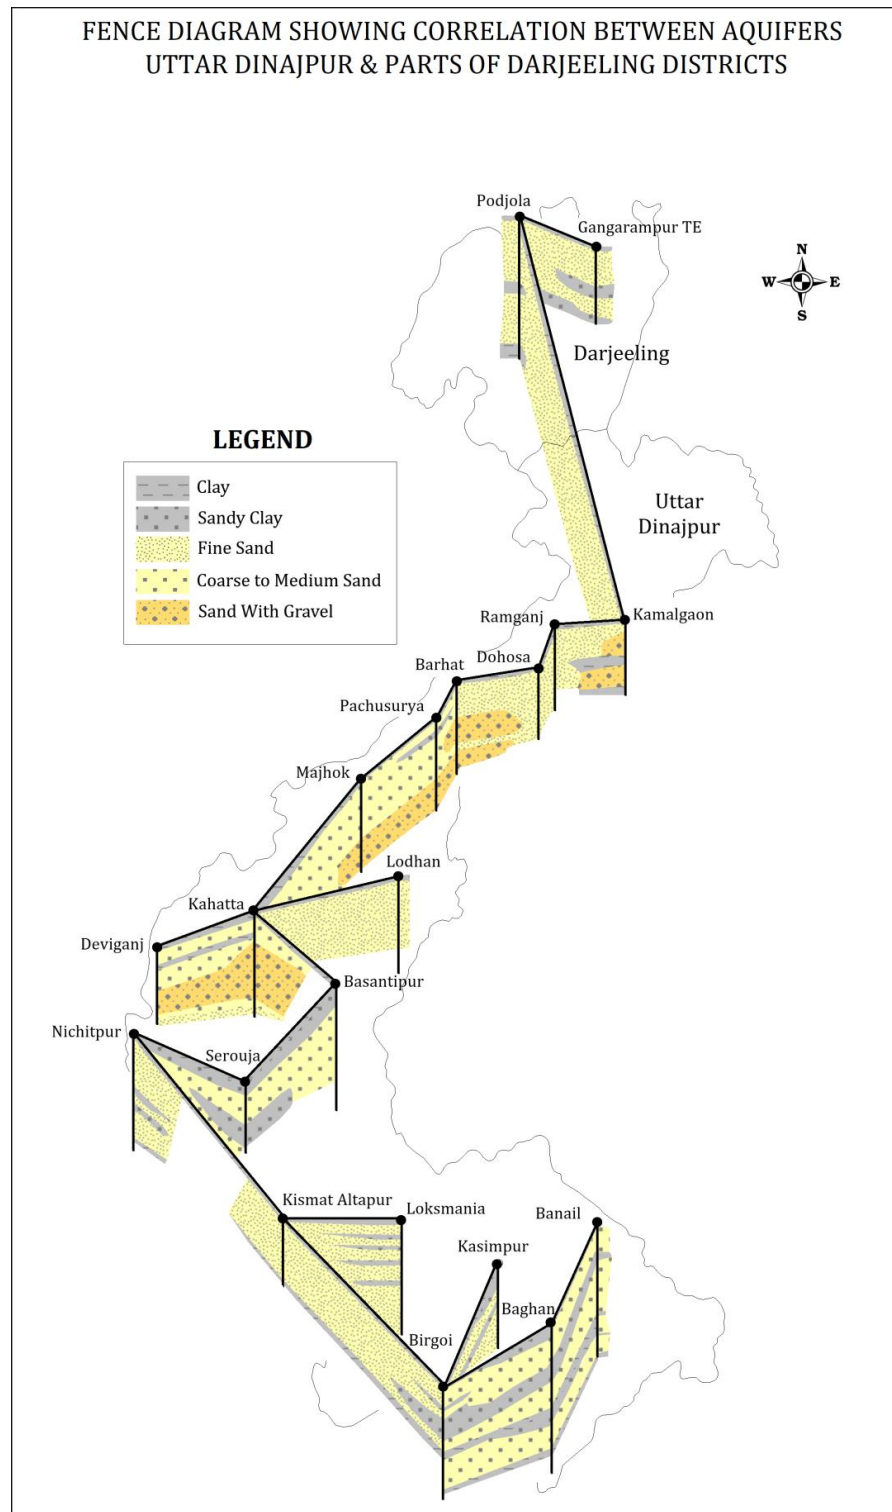 FENCE DIAGRAM SHOWING CORRELATION BETWEEN AQUIFERS
UTTAR DINAJPUR & PARTS OF DARJEELING DISTRICTS
Podjola
Gangarampur TE
N
W
E
S
Darjeeling
LEGEND
Clay
Sandy Clay
Fine Sand
Coarse to Medium Sand
Sand With Gravel
Uttar
Dinajpur
Ramganj
Kamalgaon
Dohosa
Barhat
Pachusurya
Majhok
Lodhan
Kahatta
Deviganj
Basantipur
Nichitpur
Serouja
Kismat Altapur
Loksmania
Banail
Kasimpur
Baghan
Birgoi